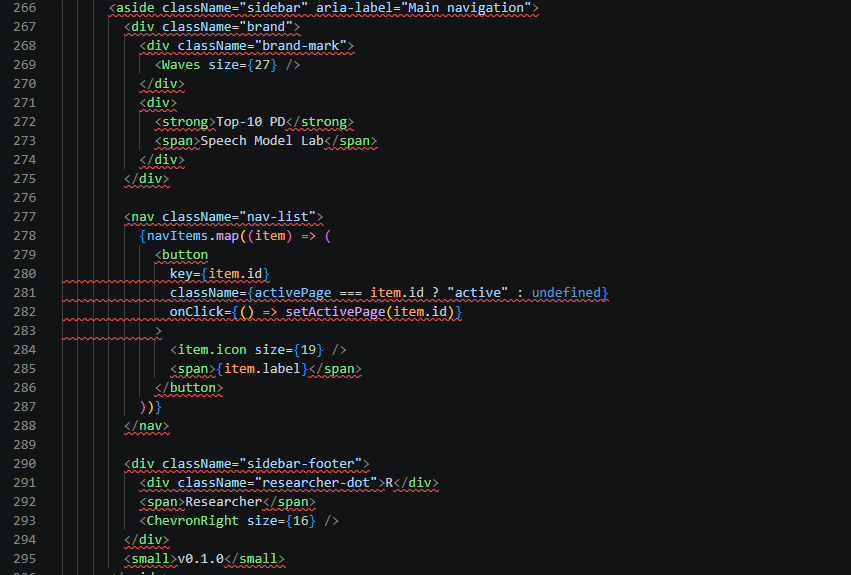 266 <aside className="sidebar" aria-label="Main navigation">
267 <div className="brand">
268 <div className="brand-mark">
269 <Waves size={27} />
270 </div>
271 <div>
272 <strong>Top-10 PD</strong>
273 <span>Speech Model Lab</span>
274 </div>
275 </div>
276
277 <nav className="nav-list">
278 {navItems.map((item) => (
279 <button
280 key={item.id}
281 className={activePage === item.id ? "active" : undefined}
282 onClick={() => setActivePage(item.id)}
283 >
284 <item.icon size={19} />
285 <span>{item.label}</span>
286 </button>
287 ))}
288 </nav>
289
290 <div className="sidebar-footer">
291 <div className="researcher-dot">R</div>
292 <span>Researcher</span>
293 <ChevronRight size={16} />
294 </div>
295 <small>v0.1.0</small>